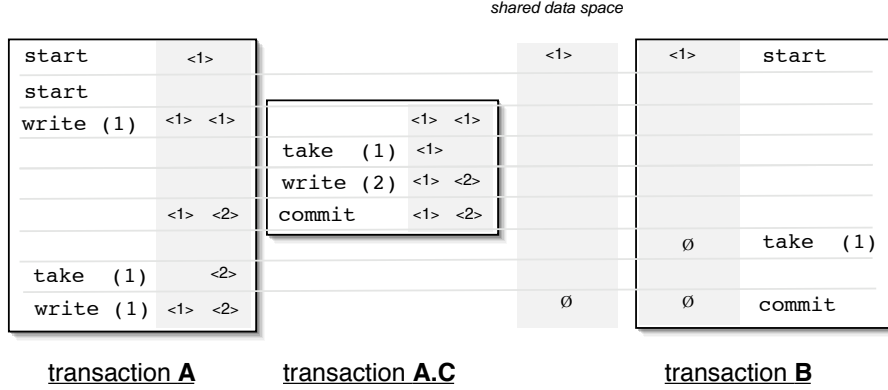 shared data space
start <1> <1> <1> start
start
write (1) <1> <1> <1> <1>
take (1) <1>
write (2) <1> <2>
<1> <2> commit <1> <2>
ø take (1)
take (1) <2>
write (1) <1> <2> ø ø commit
transaction A transaction A.C transaction B